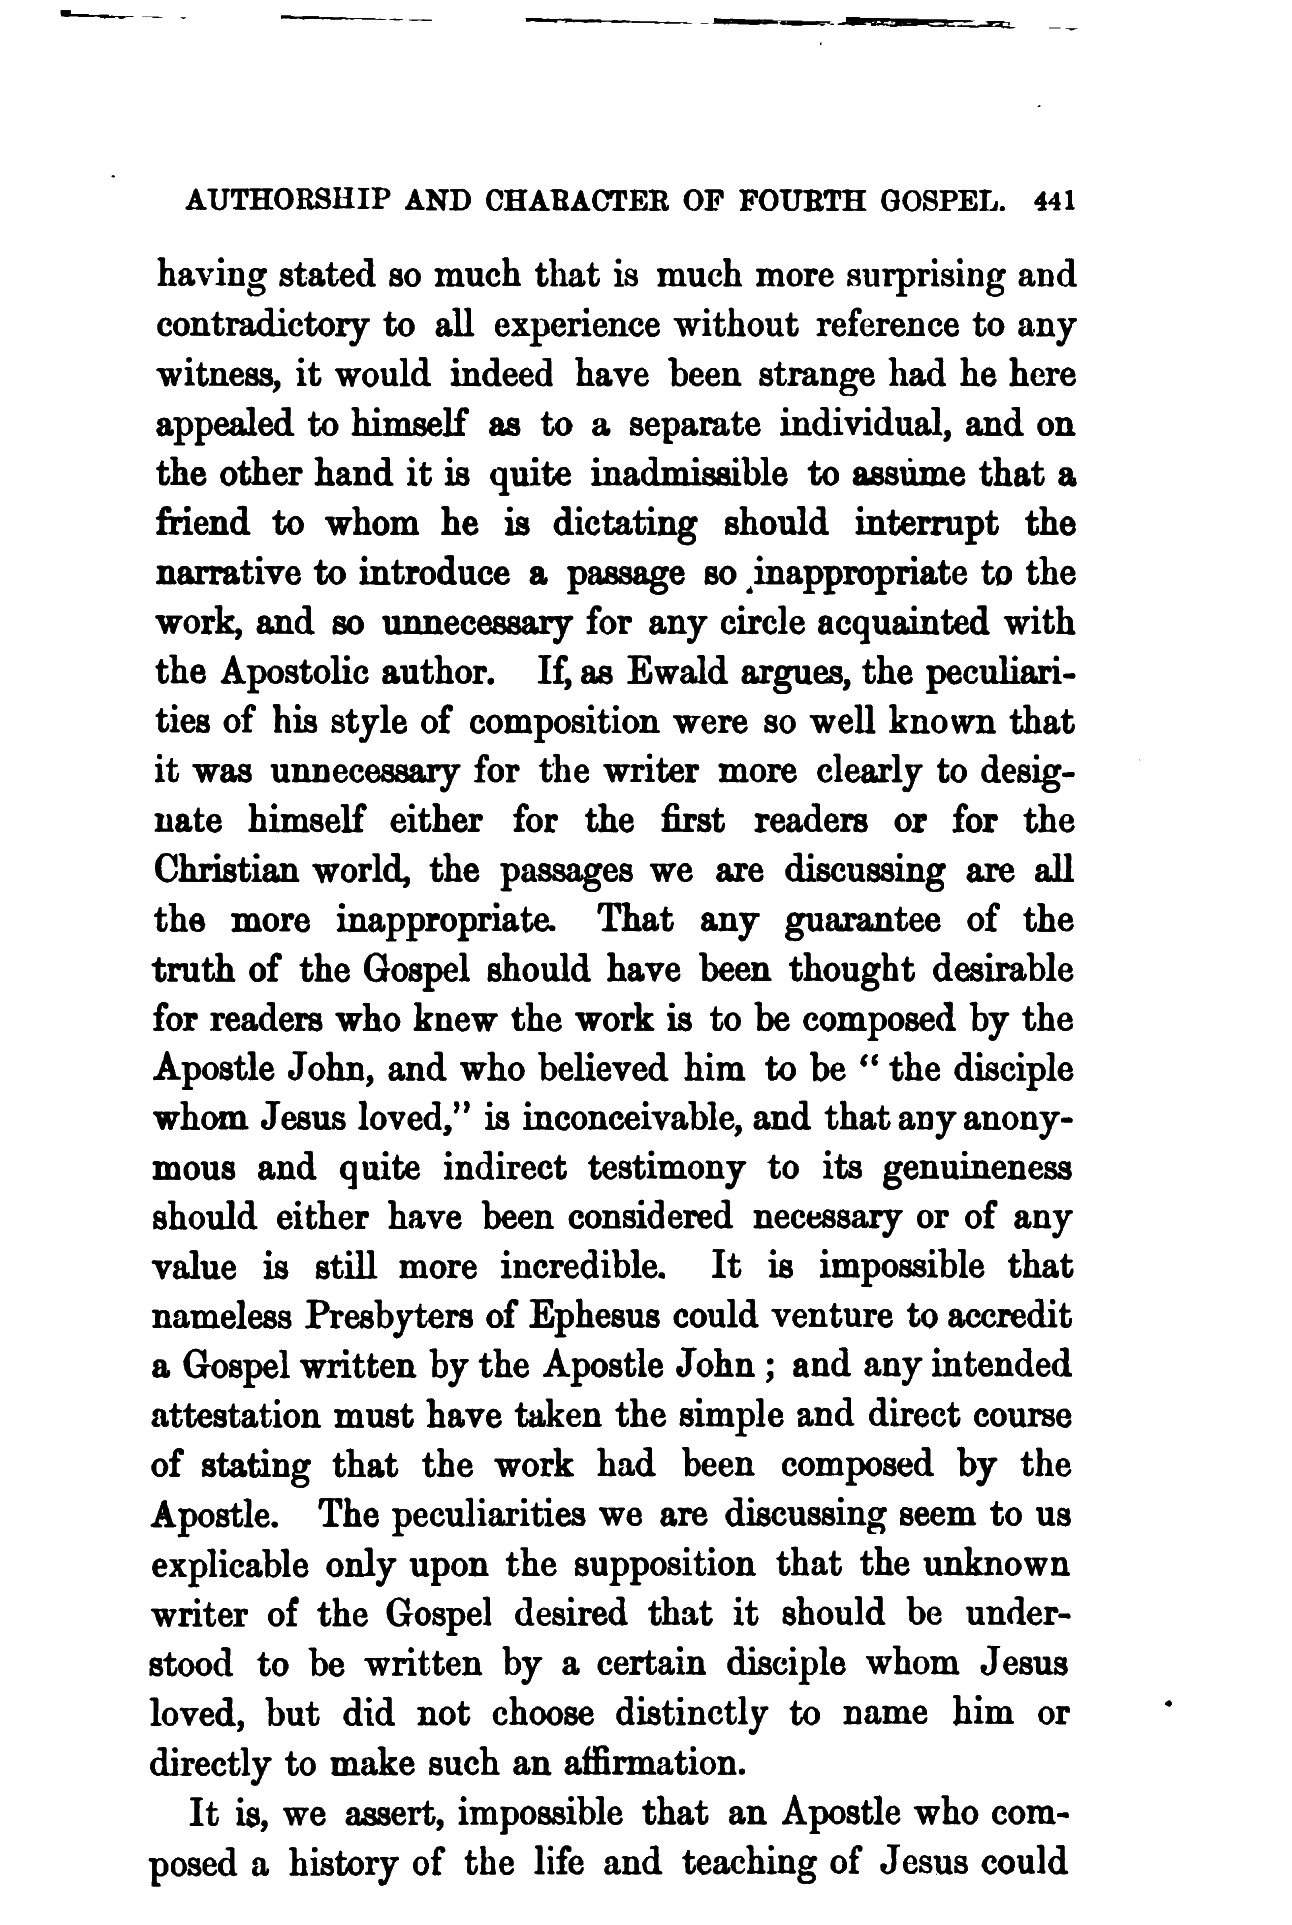 AUTHORSHIP AND CHARACTER OF FOURTH GOSPEL. 441
having stated so much that is much more surprising and
contradictory to all experience without reference to any
witness, it would indeed have been strange had he here
appealed to himself as to a separate individual, and on
the other hand it is quite inadmissible to assume that a
friend to whom he is dictating should interrupt the
narrative to introduce a passage so inappropriate to the
work, and so unnecessary for any circle acquainted with
the Apostolic author. If, as Ewald argues, the peculiari-
ties of his style of composition were so well known that
it was unnecessary for the writer more clearly to desig-
nate himself either for the first readers or for the
Christian world, the passages we are discussing are all
the more inappropriate. That any guarantee of the
truth of the Gospel should have been thought desirable
for readers who knew the work is to be composed by the
Apostle John, and who believed him to be “ the disciple
whom Jesus loved,” is inconceivable, and that any anony-
mous and quite indirect testimony to its genuineness
should either have been considered necessary or of any
value is still more incredible. It is impossible that
nameless Presbyters of Ephesus could venture to accredit
a Gospel written by the Apostle John ; and any intended
attestation must have taken the simple and direct course
of stating that the work had been composed by the
Apostle. The peculiarities we are discussing seem to us
explicable only upon the supposition that the unknown
writer of the Gospel desired that it should be under-
stood to be written by a certain disciple whom Jesus
loved, but did not choose distinctly to name him or
directly to make such an affirmation.
It is, we assert, impossible that an Apostle who com-
posed a history of the life and teaching of Jesus could